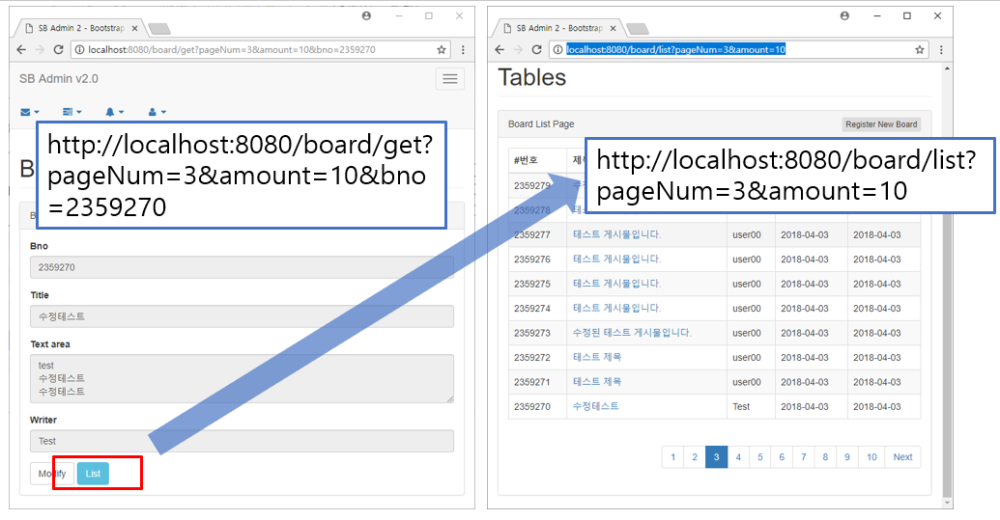 SB Admin 2 - Bootstrap
localhost:8080/board/get?pageNum=3&amount=10&bno=2359270
SB Admin v2.0
http://localhost:8080/board/get?
pageNum=3&amount=10&bno
=2359270
B
Bno
2359270
Title
수정테스트
Text area
test
수정테스트
수정테스트
Writer
Test
Modify List
SB Admin 2 - Bootstrap
localhost:8080/board/list?pageNum=3&amount=10
Tables
Board List Page Register New Board
#번호
http://localhost:8080/board/list?
pageNum=3&amount=10
2359279
2359278
2359277 테스트 게시물입니다. user00 2018-04-03 2018-04-03
2359276 테스트 게시물입니다. user00 2018-04-03 2018-04-03
2359275 테스트 게시물입니다. user00 2018-04-03 2018-04-03
2359274 테스트 게시물입니다. user00 2018-04-03 2018-04-03
2359273 수정된 테스트 게시물입니다. user00 2018-04-03 2018-04-03
2359272 테스트 제목 user00 2018-04-03 2018-04-03
2359271 테스트 제목 user00 2018-04-03 2018-04-03
2359270 수정테스트 Test 2018-04-03 2018-04-03
1 2 3 4 5 6 7 8 9 10 Next